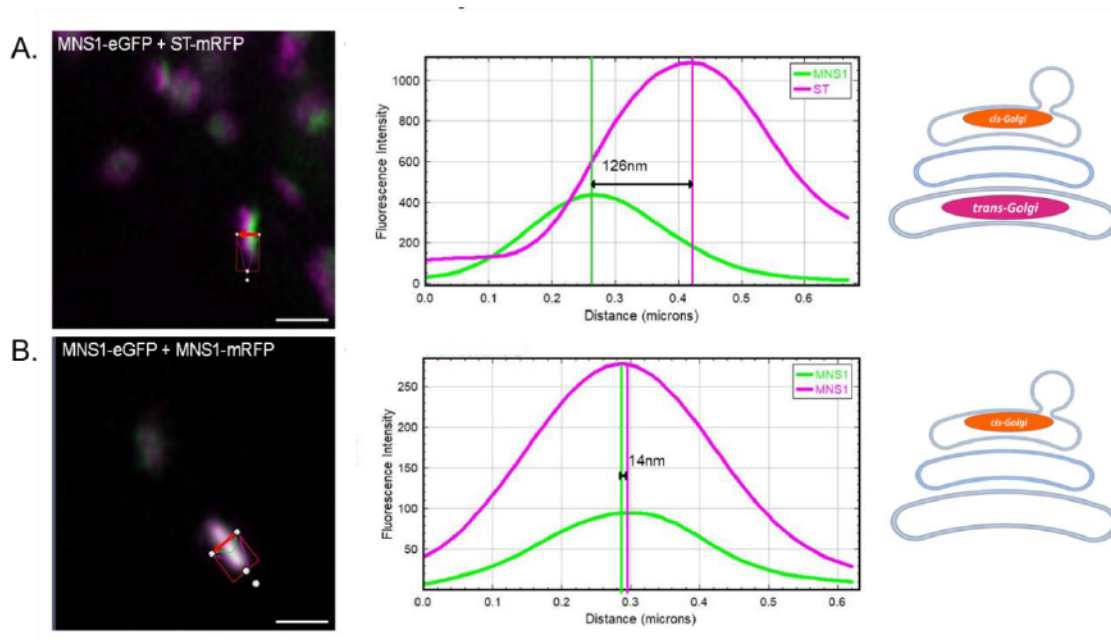 A.
MNS1-eGFP + ST-mRFP
Fluorescence Intensity
1000
800
600
400
200
0
126nm
MNS1
ST
0.0 0.1 0.2 0.3 0.4 0.5 0.6
Distance (microns)
cis-Golgi
trans-Golgi
B.
MNS1-eGFP + MNS1-mRFP
Fluorescence Intensity
250
200
150
100
50
14nm
MNS1
MNS1
0.0 0.1 0.2 0.3 0.4 0.5 0.6
Distance (microns)
cis-Golgi